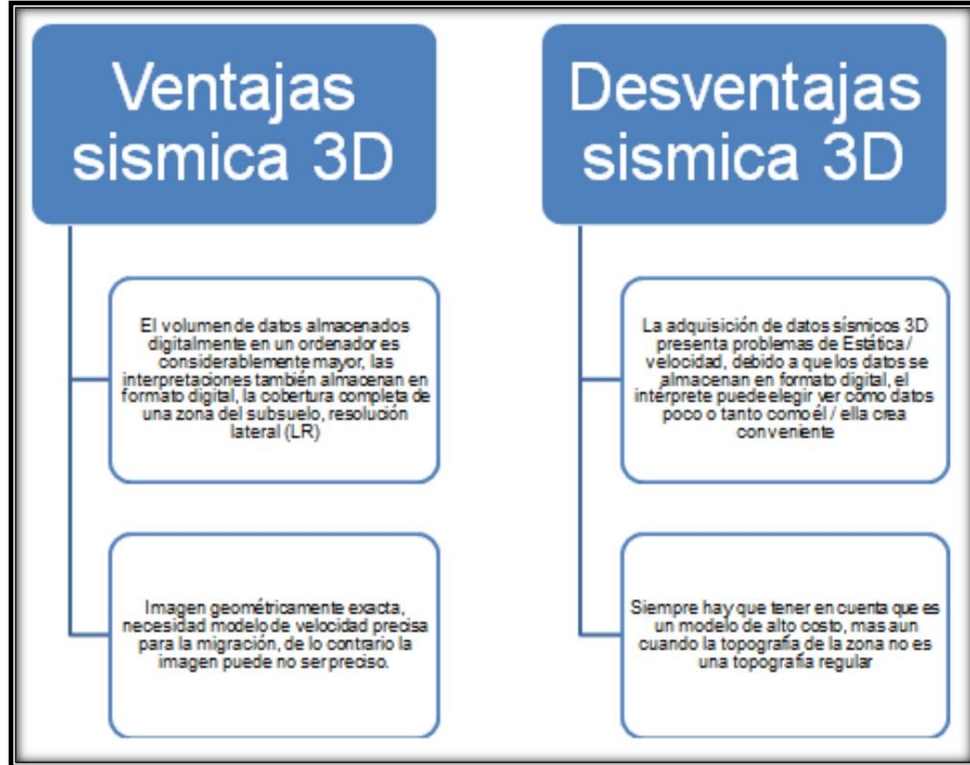 Ventajas
sismica 3D
El volumen de datos almacenados
digitalmente en un ordenador es
considerablemente mayor, las
interpretaciones también almacenan en
formato digital, la cobertura completa de
una zona del subsuelo, resolución
lateral (LR)
Imagen geométricamente exacta,
necesidad modelo de velocidad precisa
para la migración, de lo contrario la
imagen puede no ser preciso.
Desventajas
sismica 3D
La adquisición de datos sísmicos 3D
presenta problemas de Estática /
velocidad, debido a que los datos se
almacenan en formato digital, el
intérprete puede elegir ver como datos
poco o tanto como él / ella crea
conveniente
Siempre hay que tener en cuenta que es
un modelo de alto costo, mas aun
cuando la topografía de la zona no es
una topografía regular